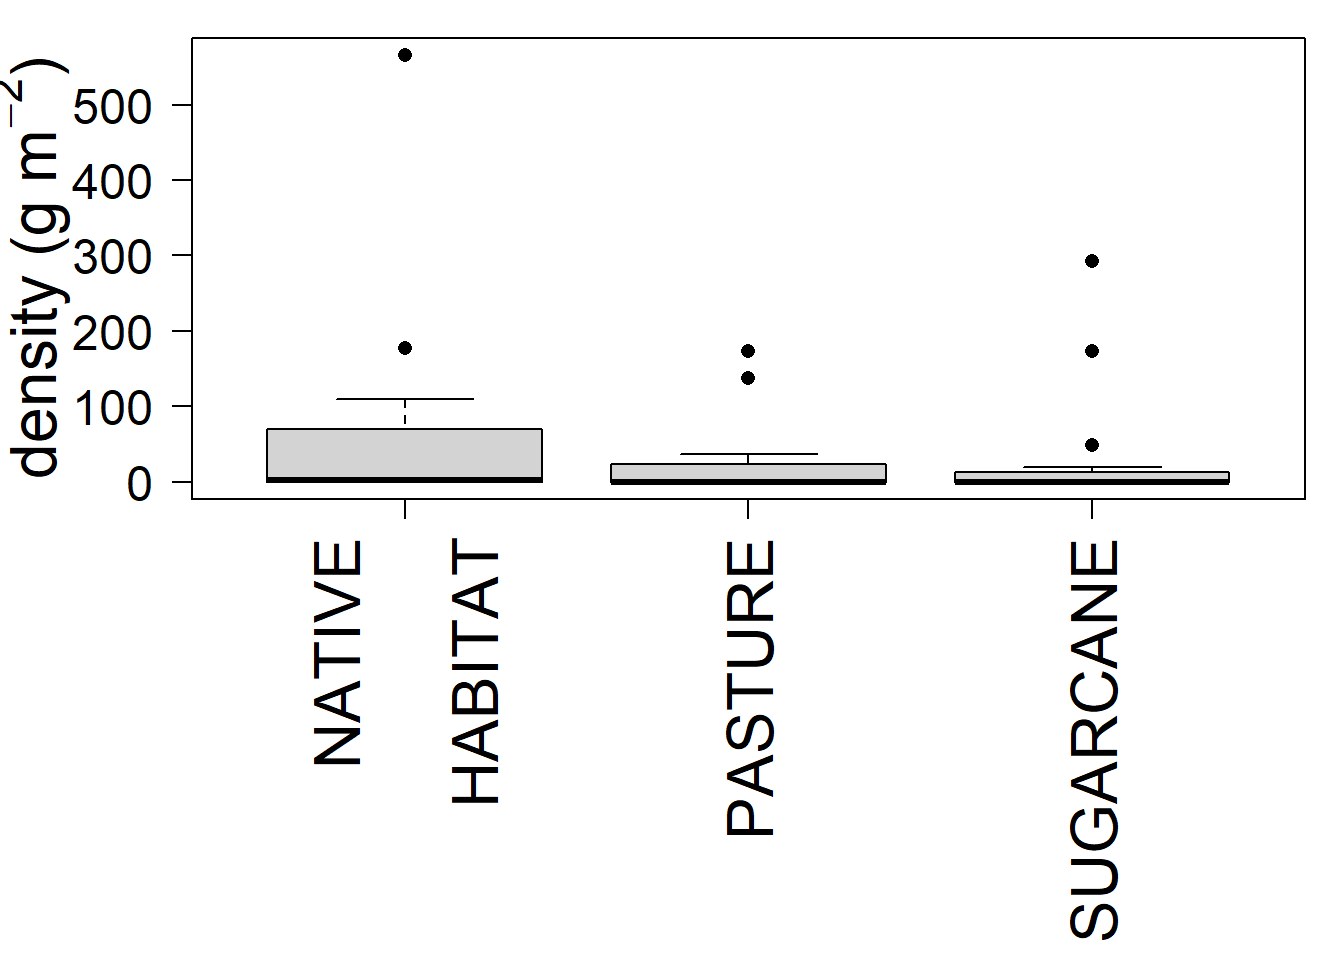 density (g m⁻²)
500
400
300
200
100
0
NATIVE
HABITAT
PASTURE
SUGARCANE